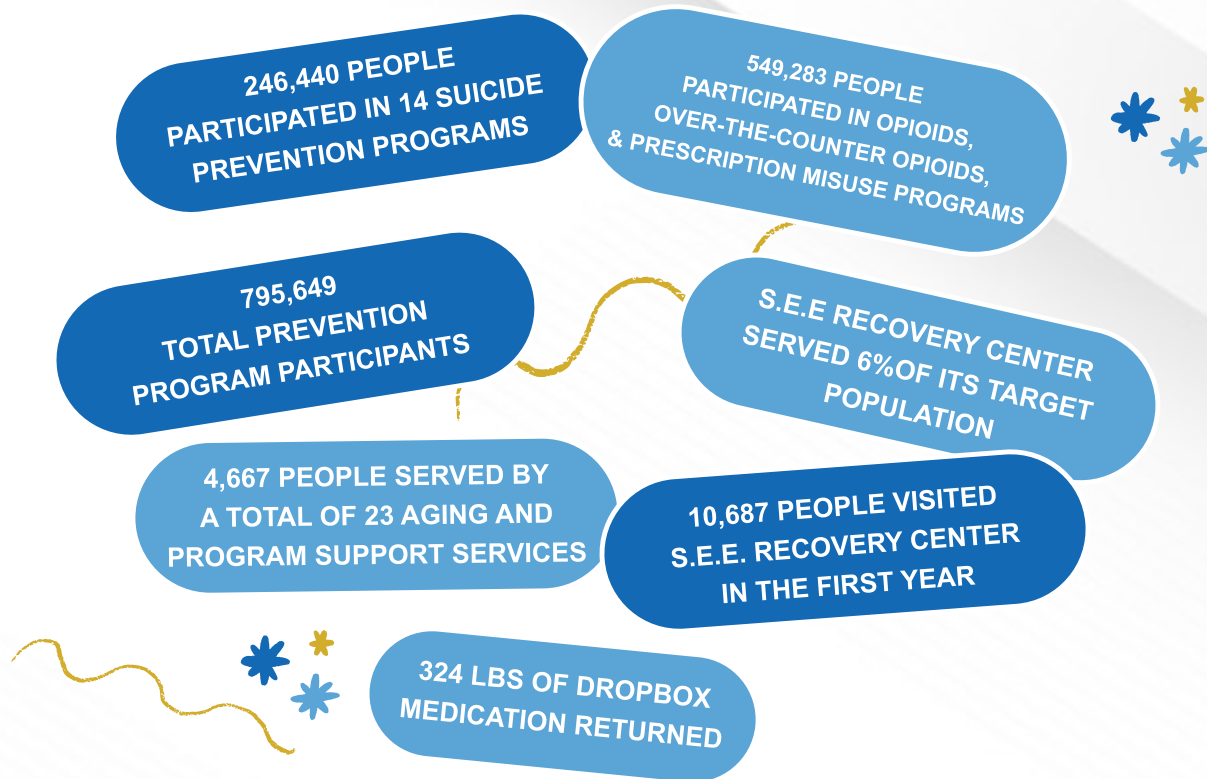 246,440 PEOPLE
PARTICIPATED IN 14 SUICIDE
PREVENTION PROGRAMS
549,283 PEOPLE
PARTICIPATED IN OPIOIDS,
OVER-THE-COUNTER OPIOIDS,
& PRESCRIPTION MISUSE PROGRAMS
795,649
TOTAL PREVENTION
PROGRAM PARTICIPANTS
S.E.E RECOVERY CENTER
SERVED 6%OF ITS TARGET
POPULATION
4,667 PEOPLE SERVED BY
A TOTAL OF 23 AGING AND
PROGRAM SUPPORT SERVICES
10,687 PEOPLE VISITED
S.E.E. RECOVERY CENTER
IN THE FIRST YEAR
324 LBS OF DROPBOX
MEDICATION RETURNED